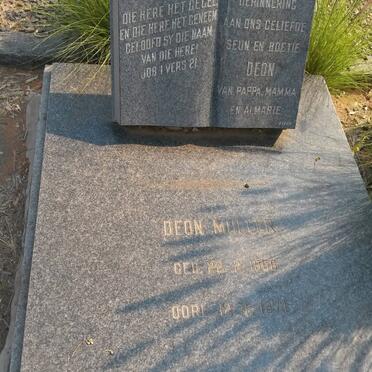 DIE HERE HET GEGEE
EN DIE HERE HET GENEEM
GELOOFD SY DIE NAAM
VAN DIE HERE!
JOB 1 VERS 21
HERINNERING
AAN ONS GELIEFDE
SEUN EN BOETIE
DEON
VAN PAPPA, MAMMA
EN ALMARIE
DEON
GEB. 22.
OORL.